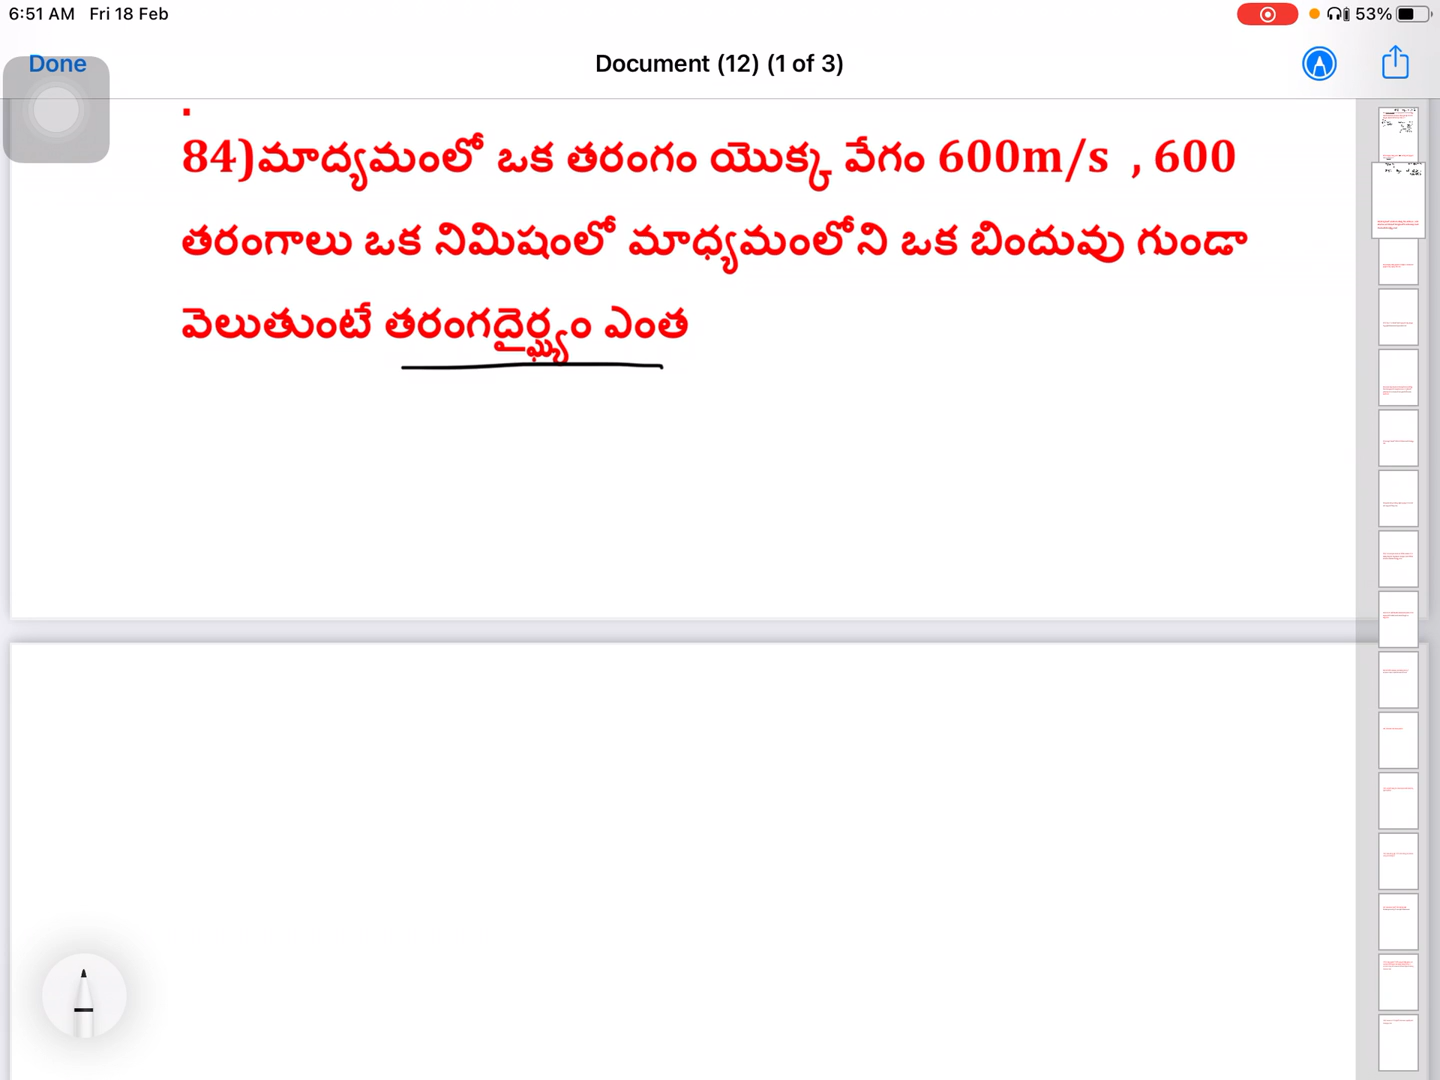 6:51 AM Fri 18 Feb
53%
Done
Document (12) (1 of 3)
84)మాద్యమంలో ఒక తరంగం యొక్క వేగం 600m/s , 600
తరంగాలు ఒక నిమిషంలో మాధ్యమంలోని ఒక బిందువు గుండా
వెలుతుంటే తరంగదైర్ఘ్యం ఎంత